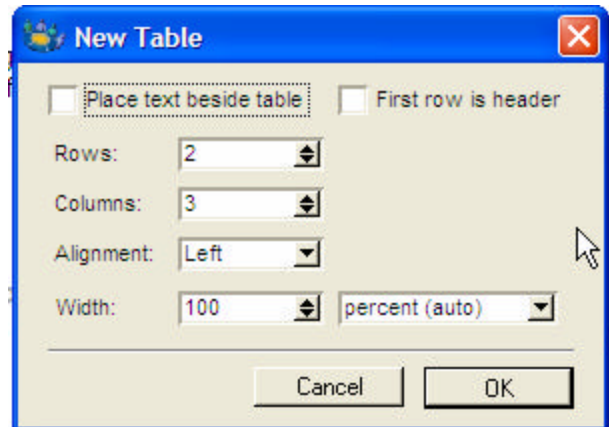 New Table
Place text beside table First row is header
Rows: 2
Columns: 3
Alignment: Left
Width: 100 percent (auto)
Cancel OK